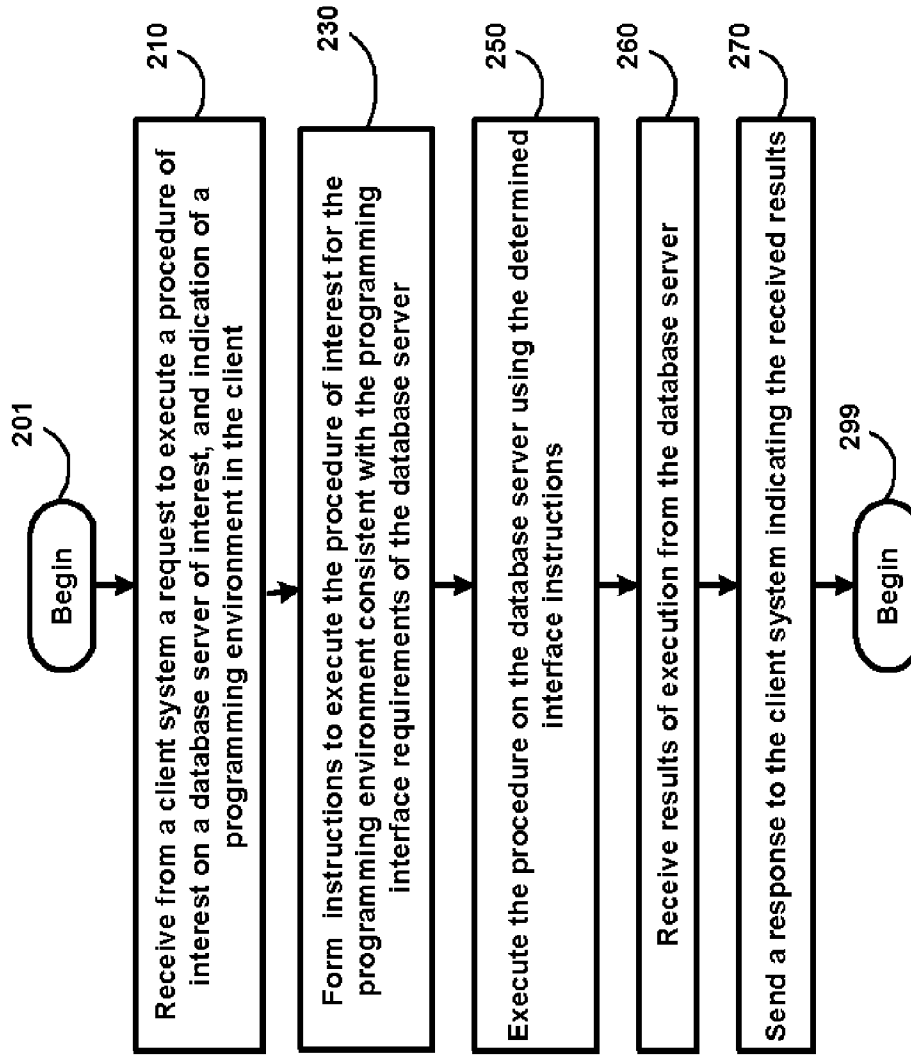 201
Begin
210
Receive from a client system a request to execute a procedure of
interest on a database server of interest, and indication of a
programming environment in the client
230
Form instructions to execute the procedure of interest for the
programming environment consistent with the programming
interface requirements of the database server
250
Execute the procedure on the database server using the determined
interface instructions
260
Receive results of execution from the database server
270
Send a response to the client system indicating the received results
299
Begin